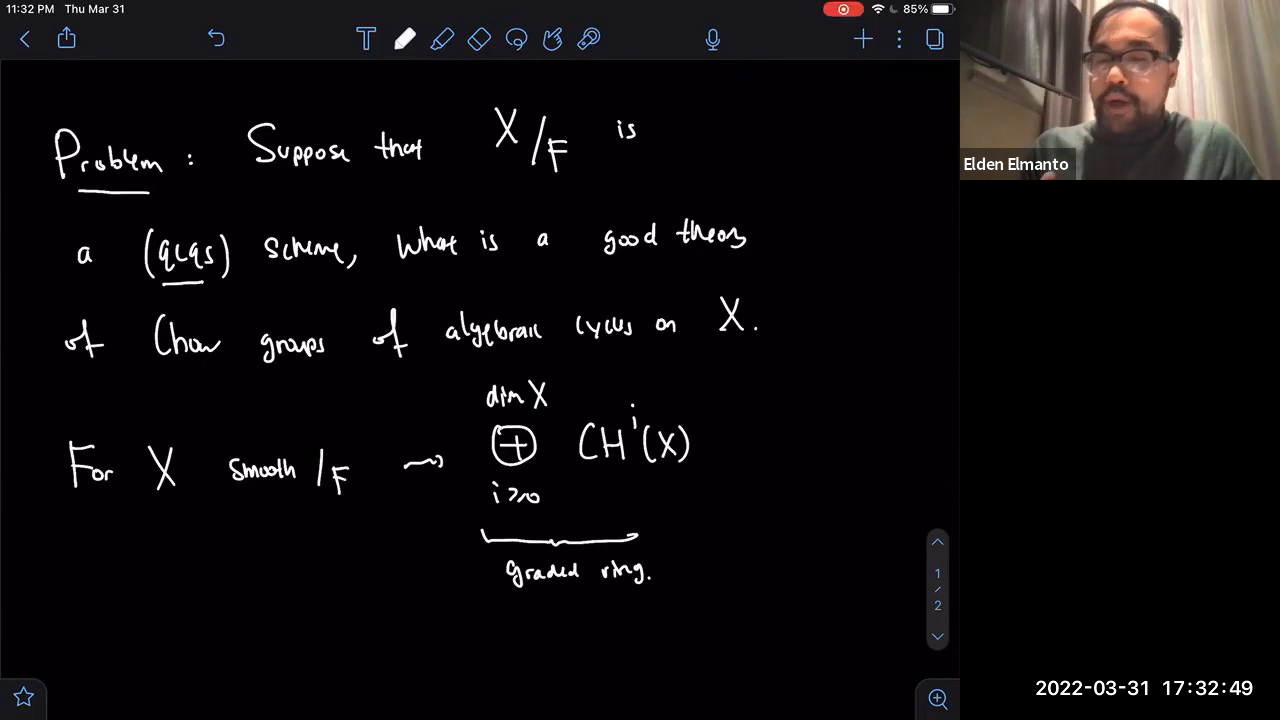 11:32 PM Thu Mar 31
85%
Problem : Suppose that X/F is
a (qcqs) scheme, What is a good theory
of Chow groups of algebraic cycles on X.
dim X
For X smooth /F ⇝ ⊕ CH^i(X)
i≥0
graded ring.
1
/
2
Elden Elmanto
2022-03-31 17:32:49